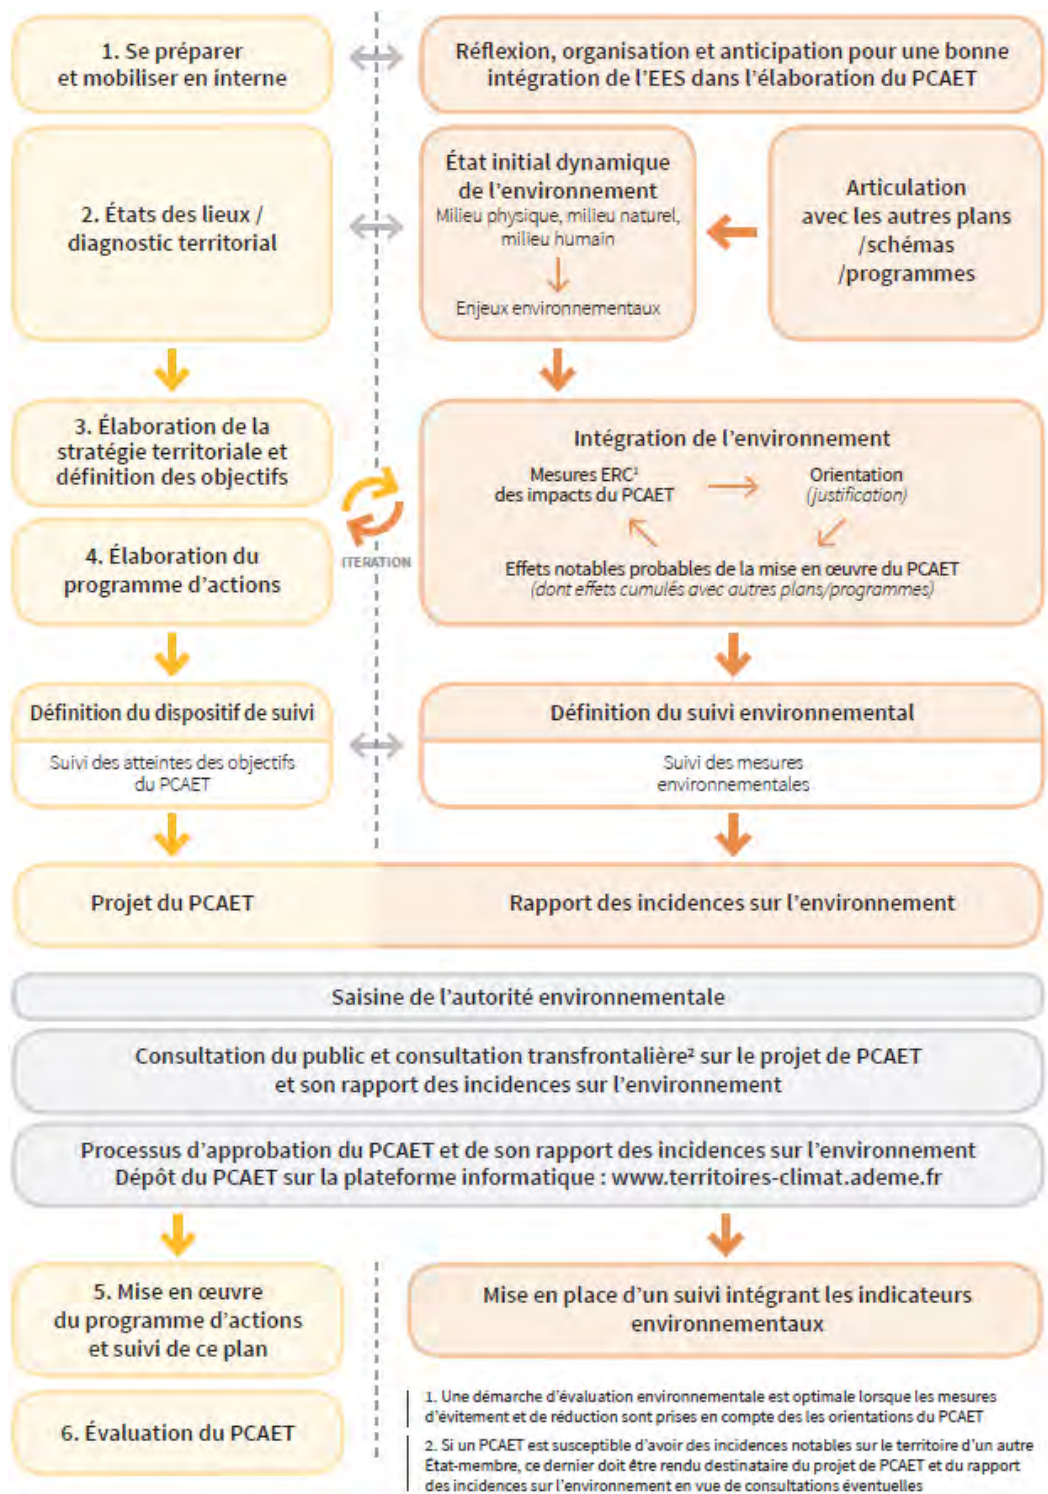 1. Se préparer
et mobiliser en interne
Réflexion, organisation et anticipation pour une bonne
intégration de l'EES dans l'élaboration du PCAET
2. États des lieux /
diagnostic territorial
État initial dynamique
de l'environnement
Milieu physique, milieu naturel,
milieu humain
Enjeux environnementaux
Articulation
avec les autres plans
/schémas
/programmes
3. Élaboration de la
stratégie territoriale et
définition des objectifs
4. Élaboration du
programme d'actions
ITERATION
Intégration de l'environnement
Mesures ERC¹
des impacts du PCAET
Orientation
(justification)
Effets notables probables de la mise en œuvre du PCAET
(dont effets cumulés avec autres plans/programmes)
Définition du dispositif de suivi
Suivi des atteintes des objectifs
du PCAET
Définition du suivi environnemental
Suivi des mesures
environnementales
Projet du PCAET
Rapport des incidences sur l'environnement
Saisine de l'autorité environnementale
Consultation du public et consultation transfrontalière² sur le projet de PCAET
et son rapport des incidences sur l'environnement
Processus d'approbation du PCAET et de son rapport des incidences sur l'environnement
Dépôt du PCAET sur la plateforme informatique : www.territoires-climat.ademe.fr
5. Mise en œuvre
du programme d'actions
et suivi de ce plan
Mise en place d'un suivi intégrant les indicateurs
environnementaux
6. Évaluation du PCAET
1. Une démarche d'évaluation environnementale est optimale lorsque les mesures
d'évitement et de réduction sont prises en compte des les orientations du PCAET
2. Si un PCAET est susceptible d'avoir des incidences notables sur le territoire d'un autre
État-membre, ce dernier doit être rendu destinataire du projet de PCAET et du rapport
des incidences sur l'environnement en vue de consultations éventuelles